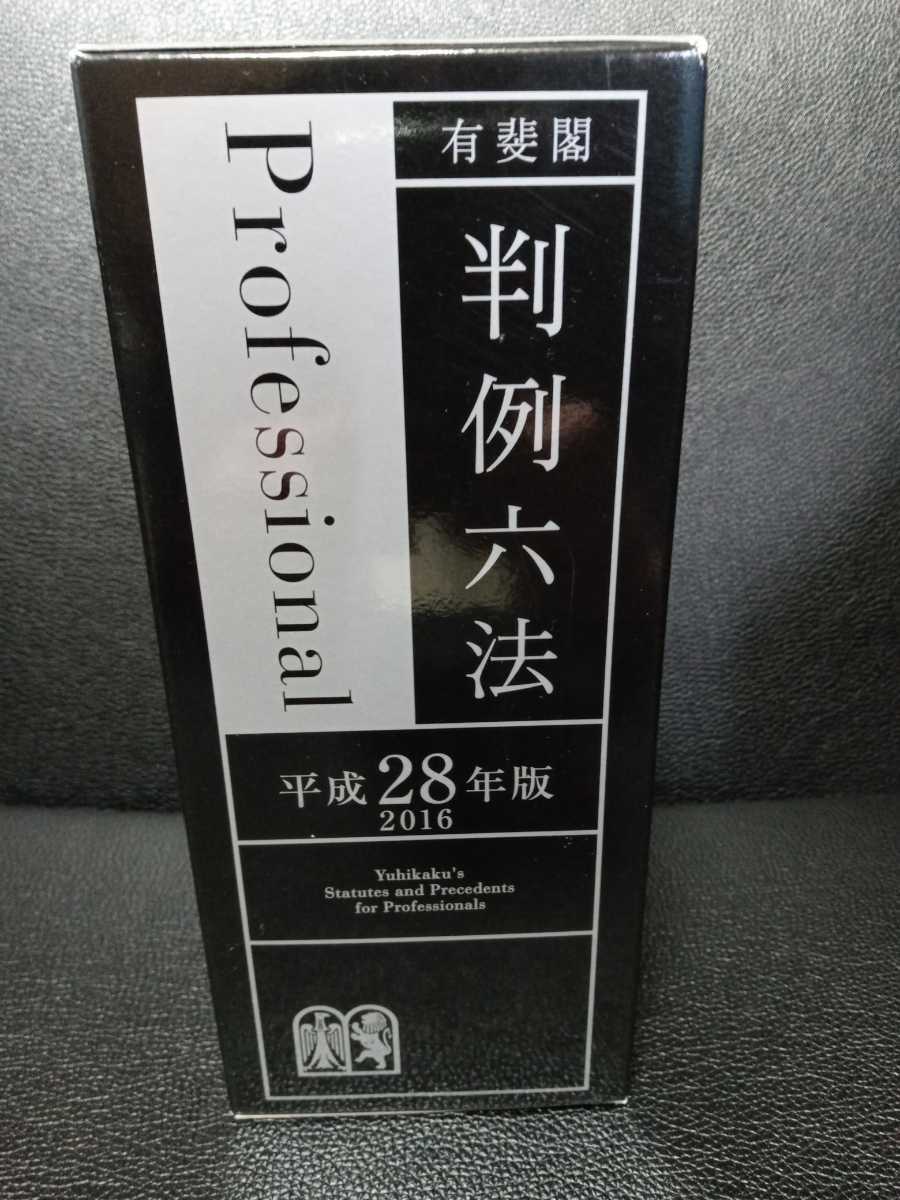 有斐閣
判例六法
Professional
平成28年版
2016
Yuhikaku's
Statutes and Precedents
for Professionals